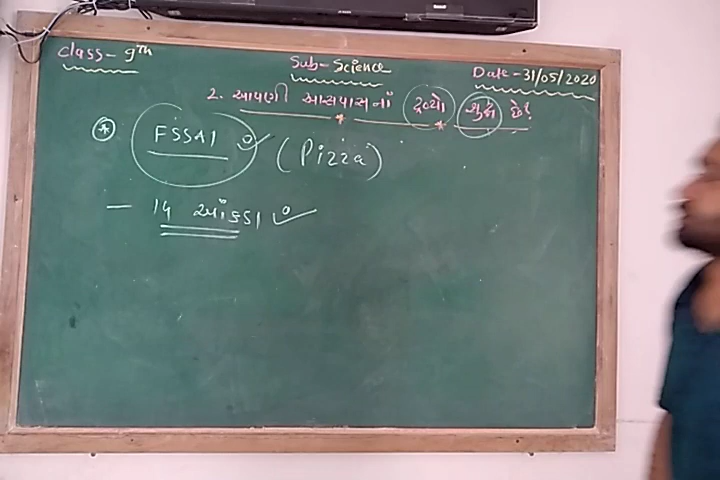 Class - 9th
Sub - Science
Date - 31/05/2020
2. આપણી આસપાસનાં દ્રવ્યો શુદ્ધ છે?
* FSSAI (Pizza)
— 14 આંકડા